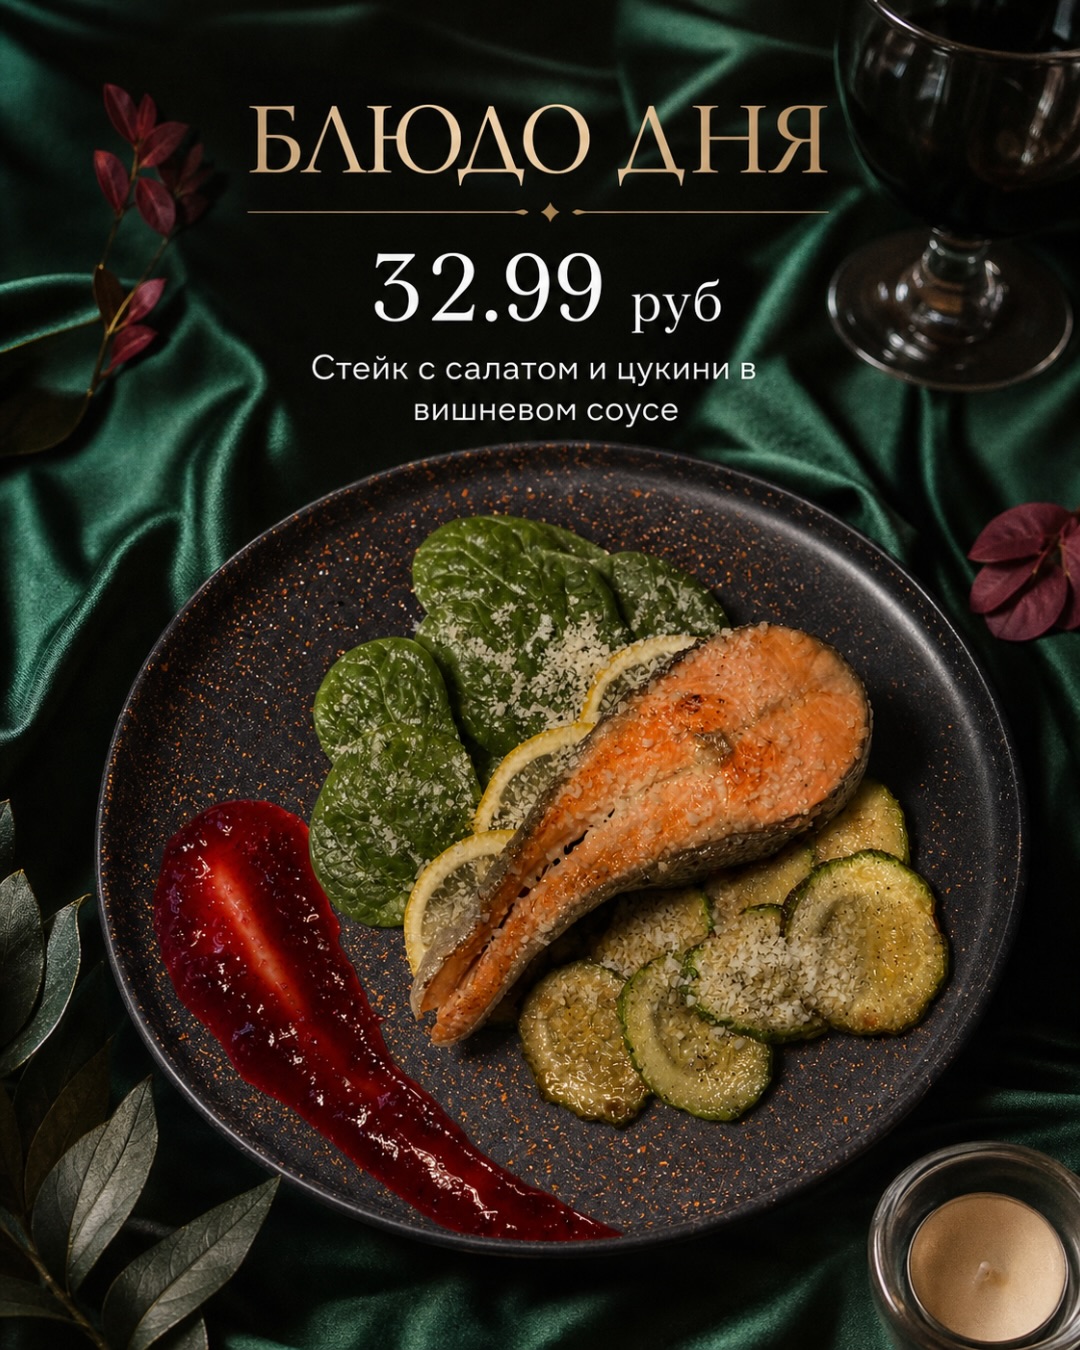 БЛЮДО ДНЯ
32.99 руб
Стейк с салатом и цукини в
вишневом соусе